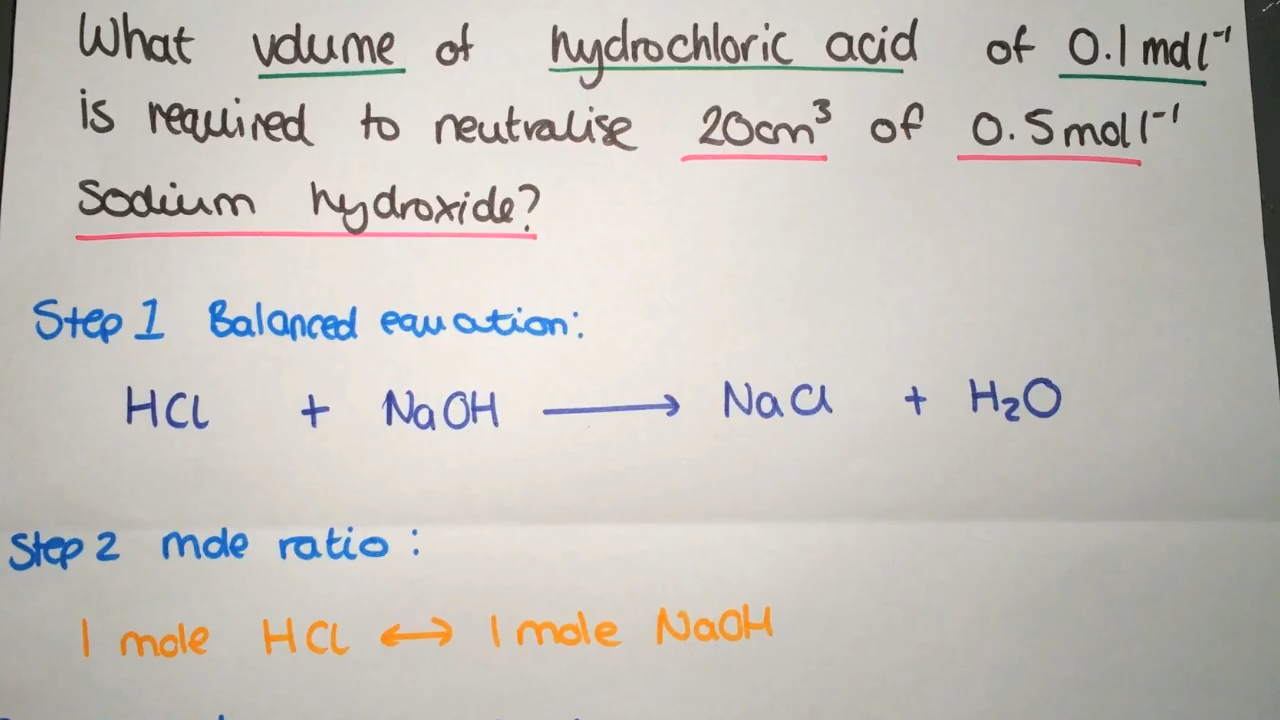 What volume of hydrochloric acid of 0.1 mol l⁻¹
is required to neutralise 20cm³ of 0.5 mol l⁻¹
Sodium hydroxide?
Step 1 Balanced equation:
HCl + NaOH ⟶ NaCl + H₂O
Step 2 mole ratio:
1 mole HCl ↔ 1 mole NaOH